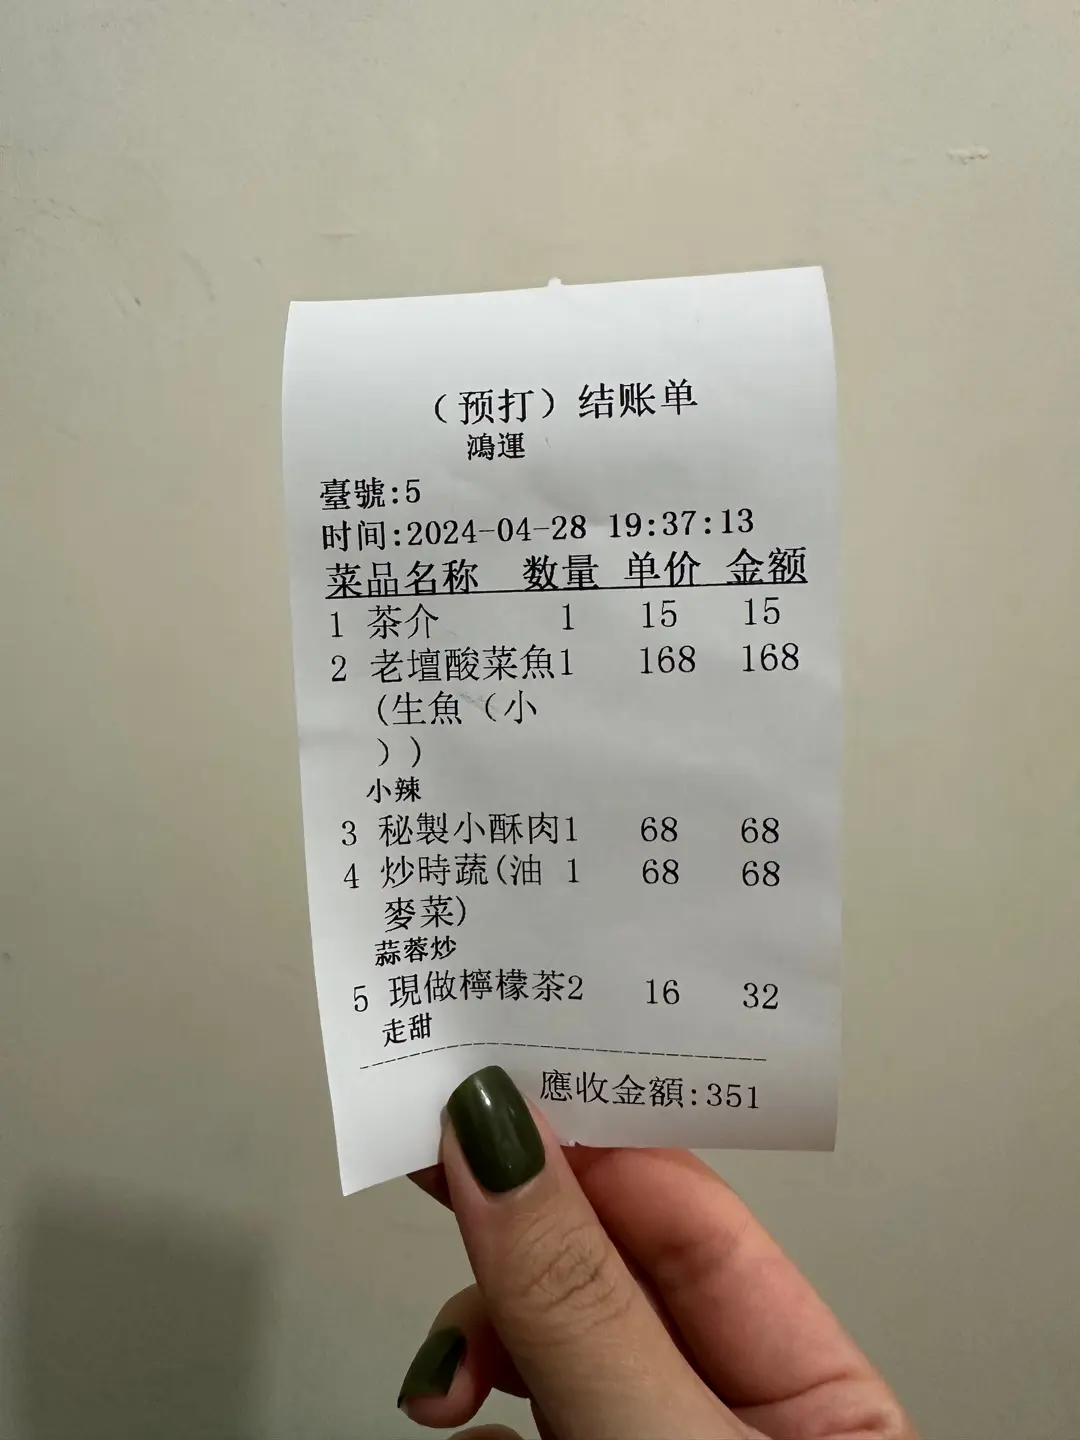 （预打）结账单
鴻運
臺號:5
时间:2024-04-28 19:37:13
菜品名称 数量 单价 金额
1 茶介 1 15 15
2 老壇酸菜魚1 168 168
(生魚（小
）)
小辣
3 秘製小酥肉1 68 68
4 炒時蔬(油 1 68 68
麥菜)
蒜蓉炒
5 現做檸檬茶2 16 32
走甜
應收金額:351